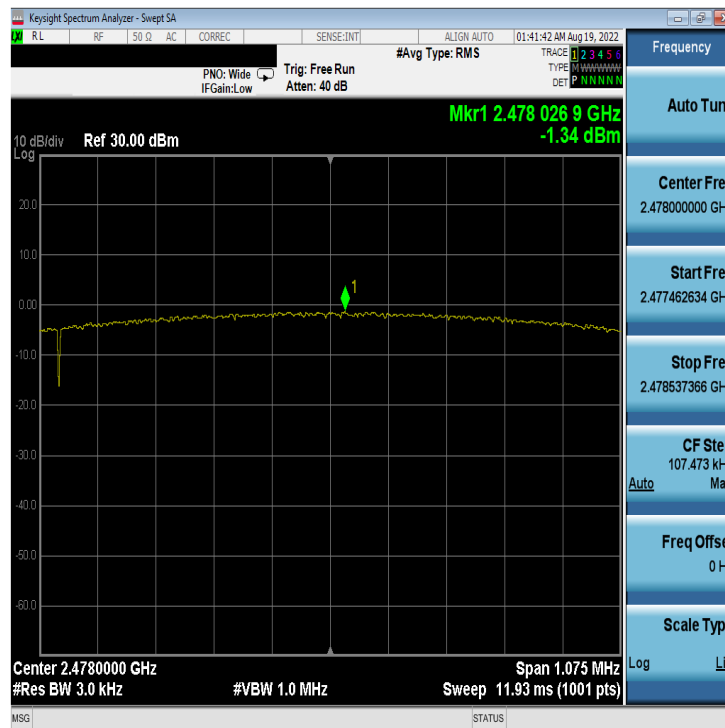 Keysight Spectrum Analyzer - Swept SA
LXI RL RF 50 Ω AC CORREC SENSE:INT ALIGN AUTO 01:41:42 AM Aug 19, 2022
#Avg Type: RMS
TRACE 1 2 3 4 5 6
TYPE M WWWWW
DET P N N N N N
PNO: Wide
IFGain:Low
Trig: Free Run
Atten: 40 dB
Mkr1 2.478 026 9 GHz
-1.34 dBm
10 dB/div
Log
Ref 30.00 dBm
1
20.0
10.0
0.00
-10.0
-20.0
-30.0
-40.0
-50.0
-60.0
Center 2.4780000 GHz
Span 1.075 MHz
#Res BW 3.0 kHz
#VBW 1.0 MHz
Sweep 11.93 ms (1001 pts)
MSG
STATUS
Frequency
Auto Tun
Center Fre
2.478000000 GH
Start Fre
2.477462634 GH
Stop Fre
2.478537366 GH
CF Ste
107.473 kH
Auto Ma
Freq Offse
0 H
Scale Typ
Log Li